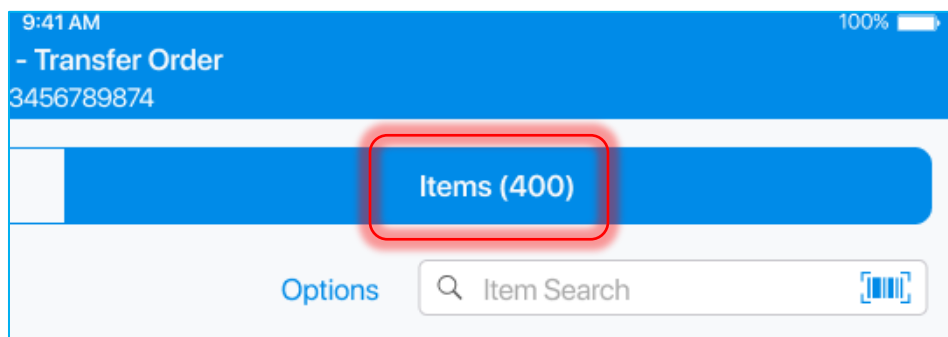 9:41 AM 100%
- Transfer Order
3456789874
Items (400)
Options Item Search